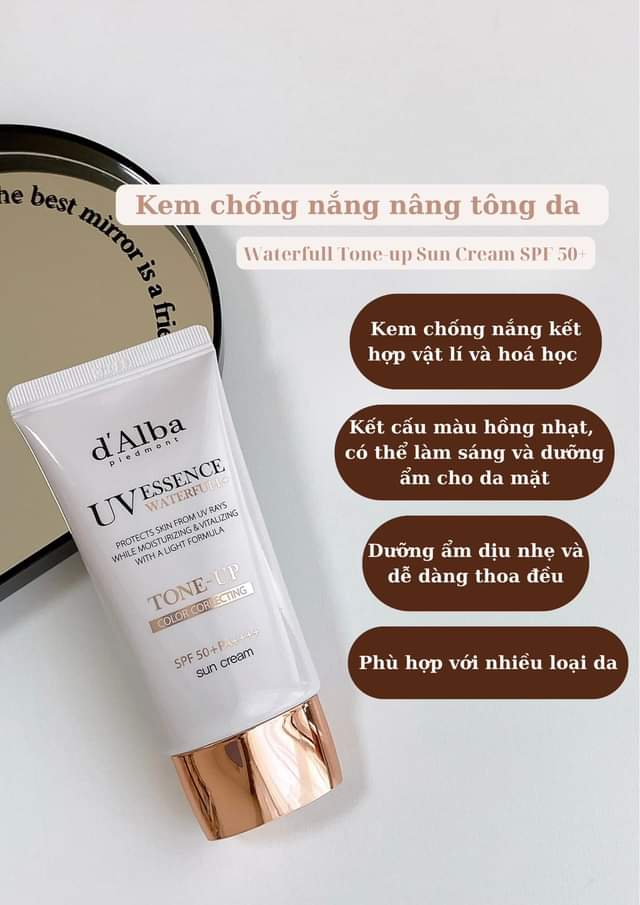 he best mirror is a frie
Kem chống nắng nâng tông da
Waterfull Tone-up Sun Cream SPF 50+
Kem chống nắng kết
hợp vật lí và hoá học
Kết cấu màu hồng nhạt,
có thể làm sáng và dưỡng
ẩm cho da mặt
Dưỡng ẩm dịu nhẹ và
dễ dàng thoa đều
Phù hợp với nhiều loại da
d'Alba
piedmont
UV ESSENCE
WATERFULL
PROTECTS SKIN FROM UV RAYS
WHILE MOISTURIZING & VITALIZING
WITH A LIGHT FORMULA
TONE-UP
COLOR CORRECTING
SPF 50+PA++++
sun cream